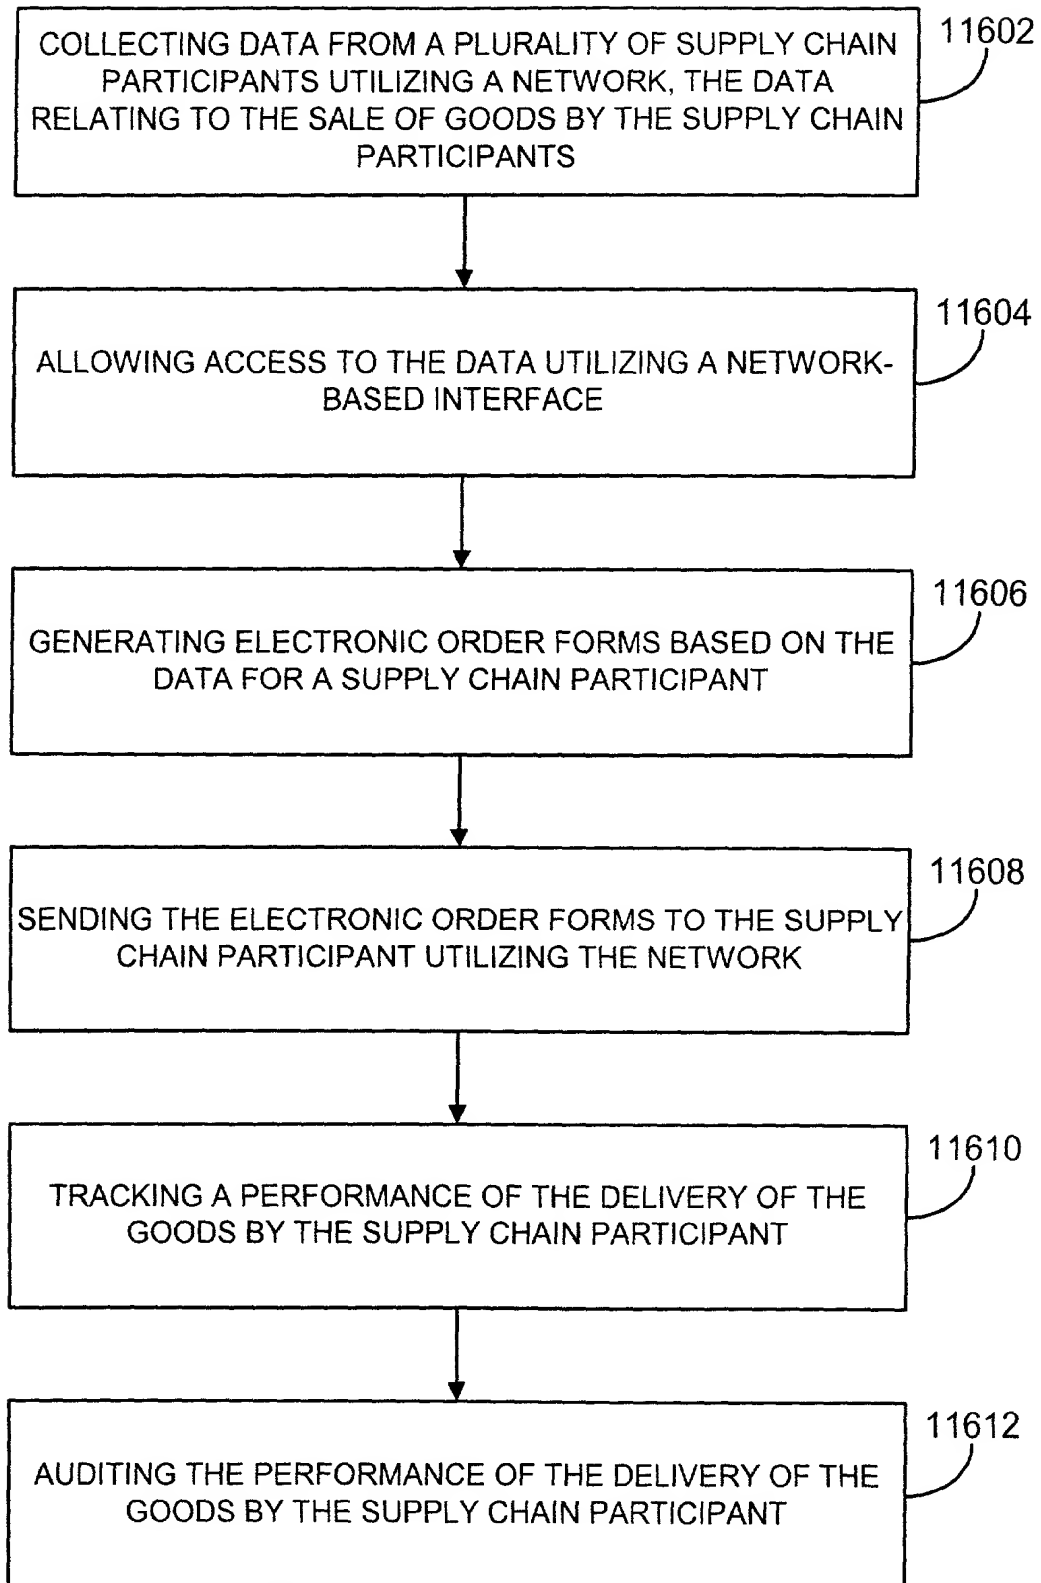 COLLECTING DATA FROM A PLURALITY OF SUPPLY CHAIN
PARTICIPANTS UTILIZING A NETWORK, THE DATA
RELATING TO THE SALE OF GOODS BY THE SUPPLY CHAIN
PARTICIPANTS
11602
ALLOWING ACCESS TO THE DATA UTILIZING A NETWORK-
BASED INTERFACE
11604
GENERATING ELECTRONIC ORDER FORMS BASED ON THE
DATA FOR A SUPPLY CHAIN PARTICIPANT
11606
SENDING THE ELECTRONIC ORDER FORMS TO THE SUPPLY
CHAIN PARTICIPANT UTILIZING THE NETWORK
11608
TRACKING A PERFORMANCE OF THE DELIVERY OF THE
GOODS BY THE SUPPLY CHAIN PARTICIPANT
11610
AUDITING THE PERFORMANCE OF THE DELIVERY OF THE
GOODS BY THE SUPPLY CHAIN PARTICIPANT
11612